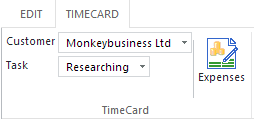 EDIT TIMECARD
Customer Monkeybusiness Ltd
Task Researching
Expenses
TimeCard